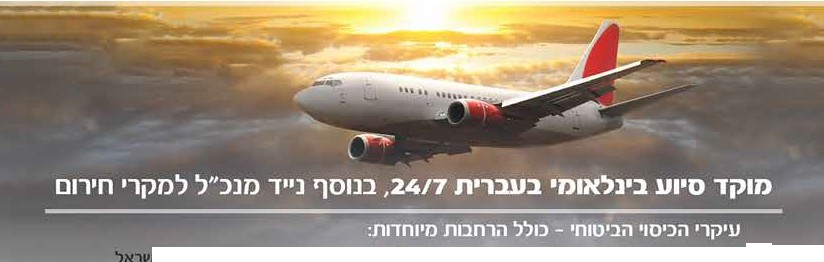 מוקד סיוע בינלאומי בעברית 24/7, בנוסף נייד מנכ"ל למקרי חירום
עיקרי הכיסוי הביטוחי - כולל הרחבות מיוחדות: